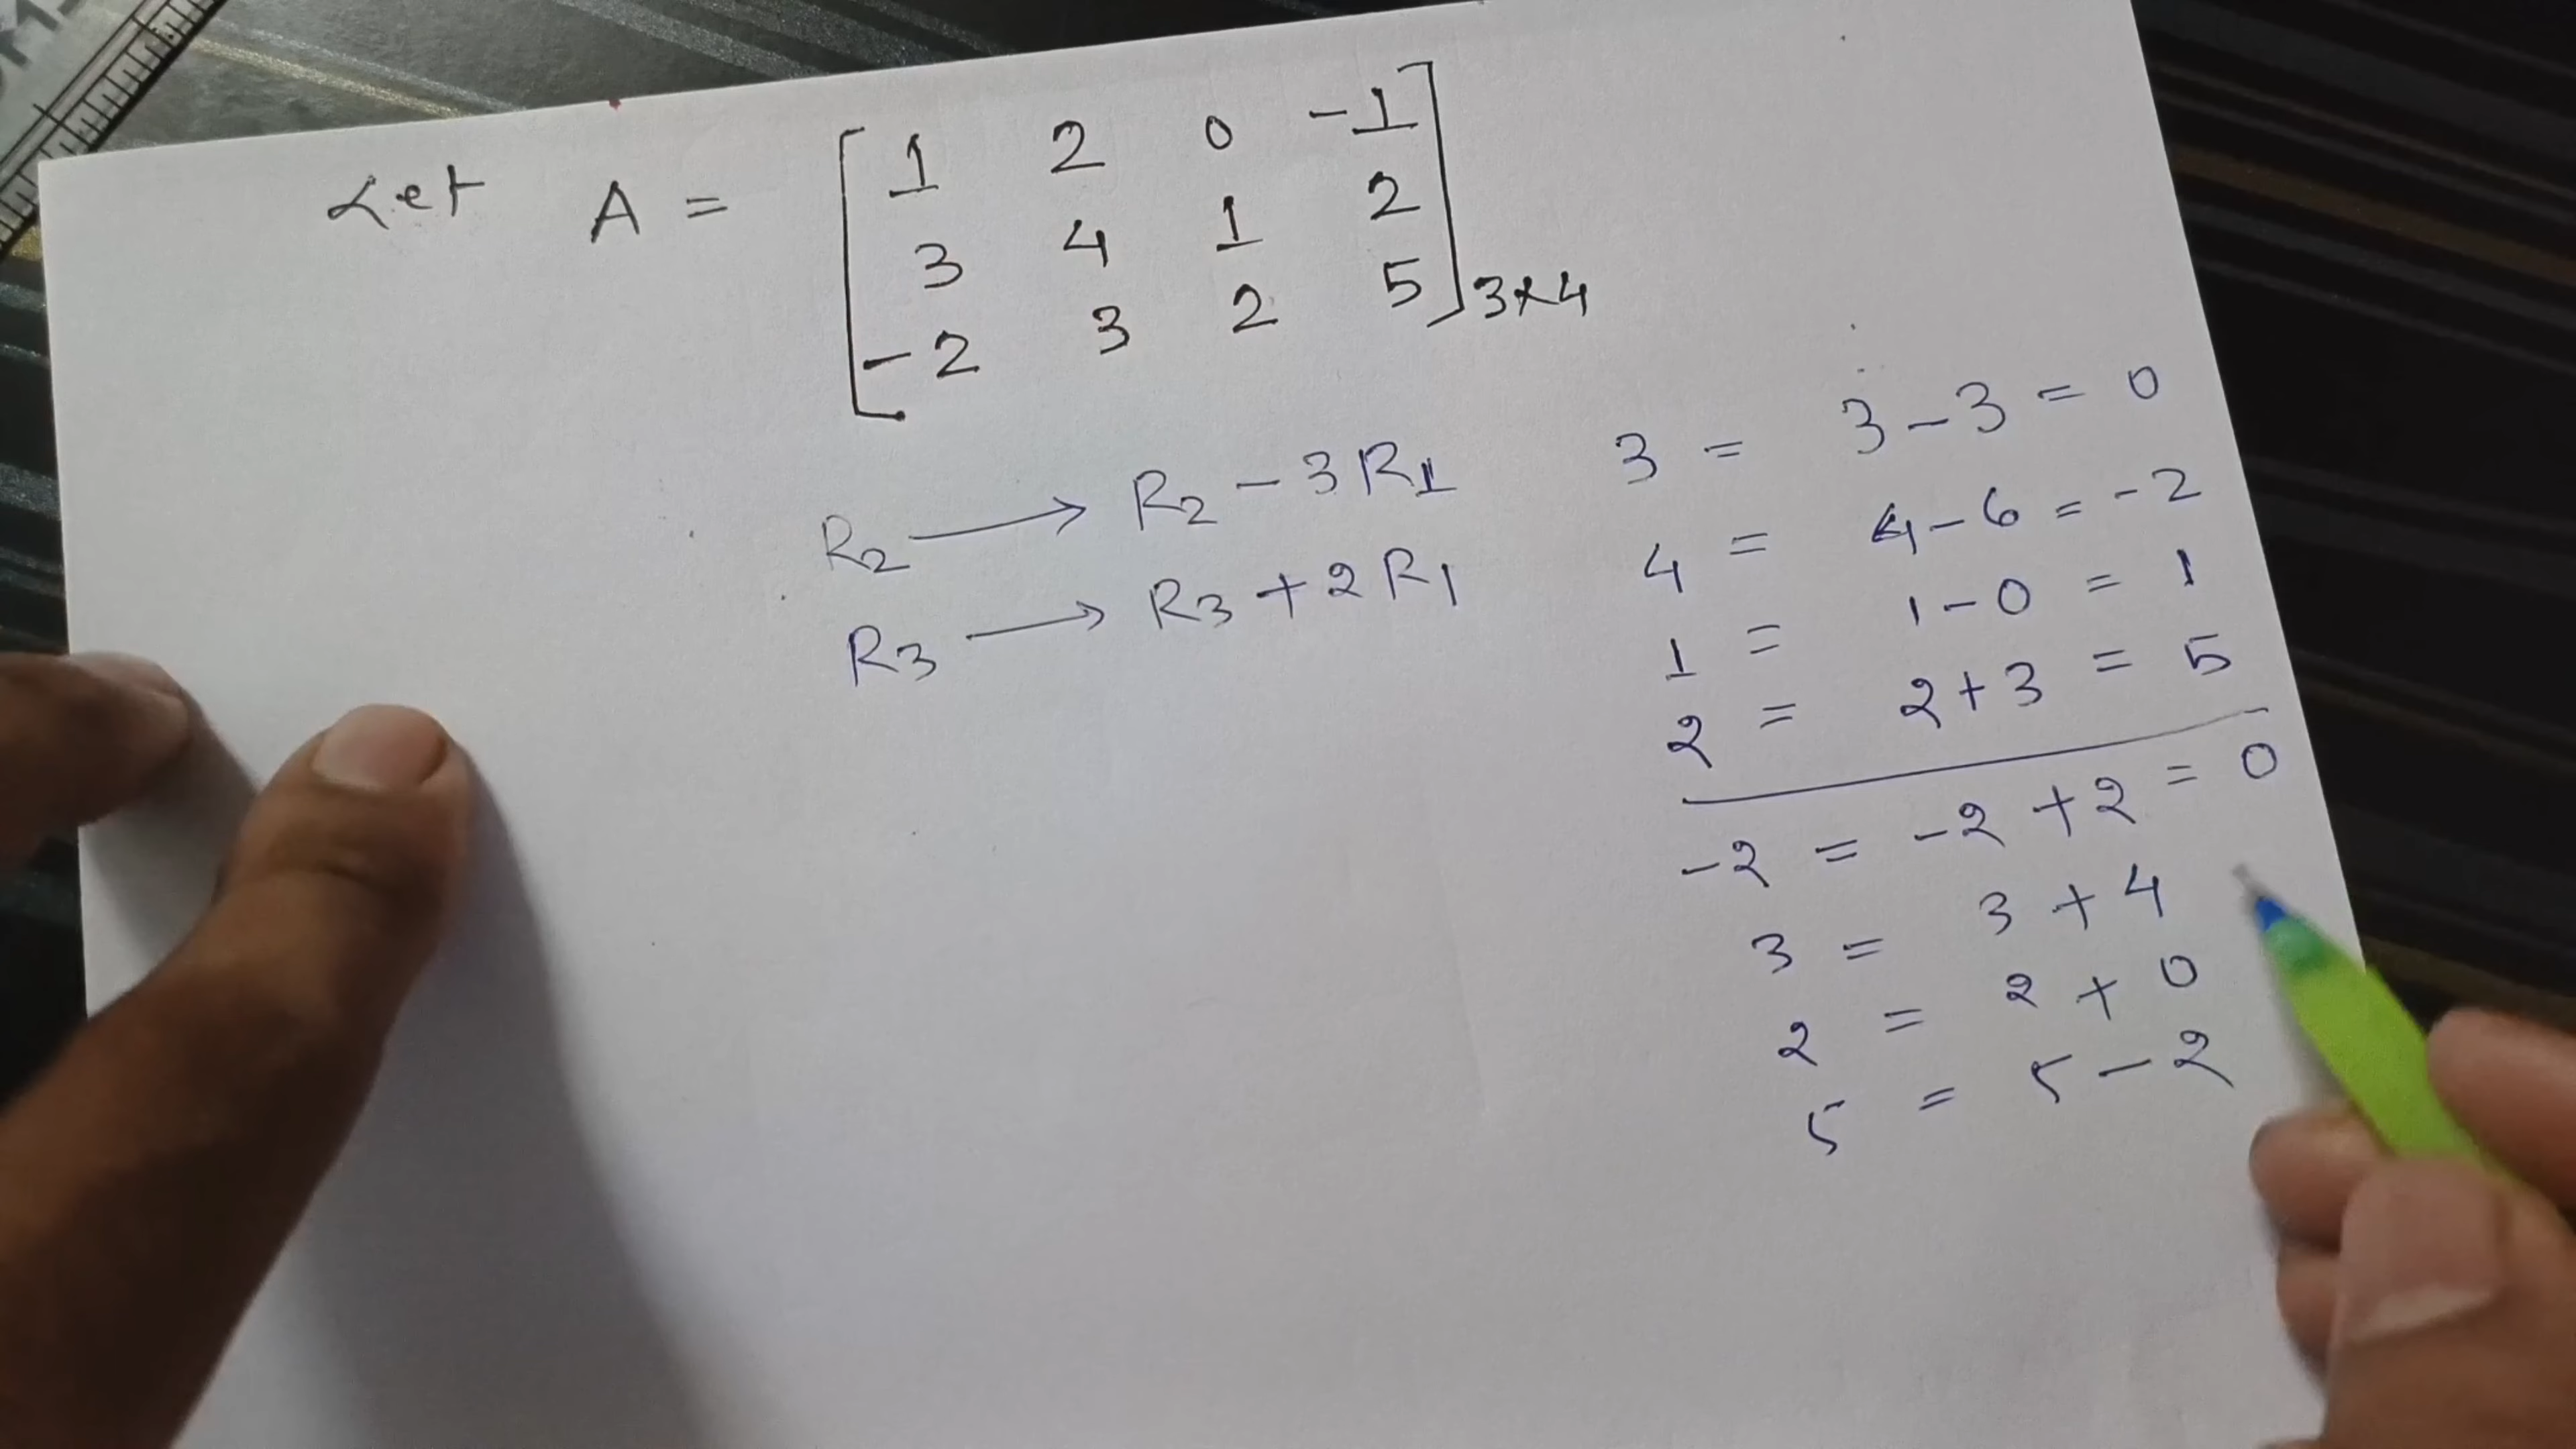 Let A = [ 1 2 0 -1
3 4 1 2
-2 3 2 5 ] 3×4
R2 ⟶ R2 - 3R1
R3 ⟶ R3 + 2R1
3 = 3 - 3 = 0
4 = 4 - 6 = -2
1 = 1 - 0 = 1
2 = 2 + 3 = 5
-2 = -2 + 2 = 0
3 = 3 + 4
2 = 2 + 0
5 = 5 - 2